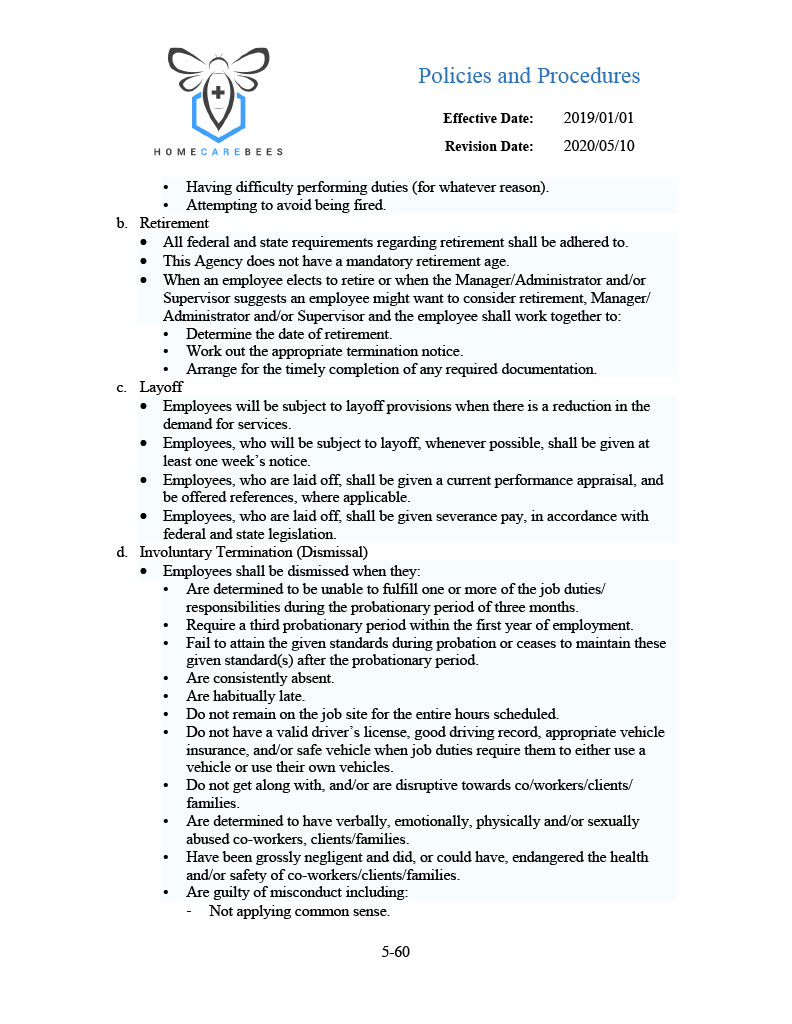 Policies and Procedures
Effective Date: 2019/01/01
Revision Date: 2020/05/10
HOMECAREBEES
• Having difficulty performing duties (for whatever reason).
• Attempting to avoid being fired.
b. Retirement
• All federal and state requirements regarding retirement shall be adhered to.
• This Agency does not have a mandatory retirement age.
• When an employee elects to retire or when the Manager/Administrator and/or
Supervisor suggests an employee might want to consider retirement, Manager/
Administrator and/or Supervisor and the employee shall work together to:
• Determine the date of retirement.
• Work out the appropriate termination notice.
• Arrange for the timely completion of any required documentation.
c. Layoff
• Employees will be subject to layoff provisions when there is a reduction in the
demand for services.
• Employees, who will be subject to layoff, whenever possible, shall be given at
least one week’s notice.
• Employees, who are laid off, shall be given a current performance appraisal, and
be offered references, where applicable.
• Employees, who are laid off, shall be given severance pay, in accordance with
federal and state legislation.
d. Involuntary Termination (Dismissal)
• Employees shall be dismissed when they:
• Are determined to be unable to fulfill one or more of the job duties/
responsibilities during the probationary period of three months.
• Require a third probationary period within the first year of employment.
• Fail to attain the given standards during probation or ceases to maintain these
given standard(s) after the probationary period.
• Are consistently absent.
• Are habitually late.
• Do not remain on the job site for the entire hours scheduled.
• Do not have a valid driver’s license, good driving record, appropriate vehicle
insurance, and/or safe vehicle when job duties require them to either use a
vehicle or use their own vehicles.
• Do not get along with, and/or are disruptive towards co/workers/clients/
families.
• Are determined to have verbally, emotionally, physically and/or sexually
abused co-workers, clients/families.
• Have been grossly negligent and did, or could have, endangered the health
and/or safety of co-workers/clients/families.
• Are guilty of misconduct including:
- Not applying common sense.
5-60